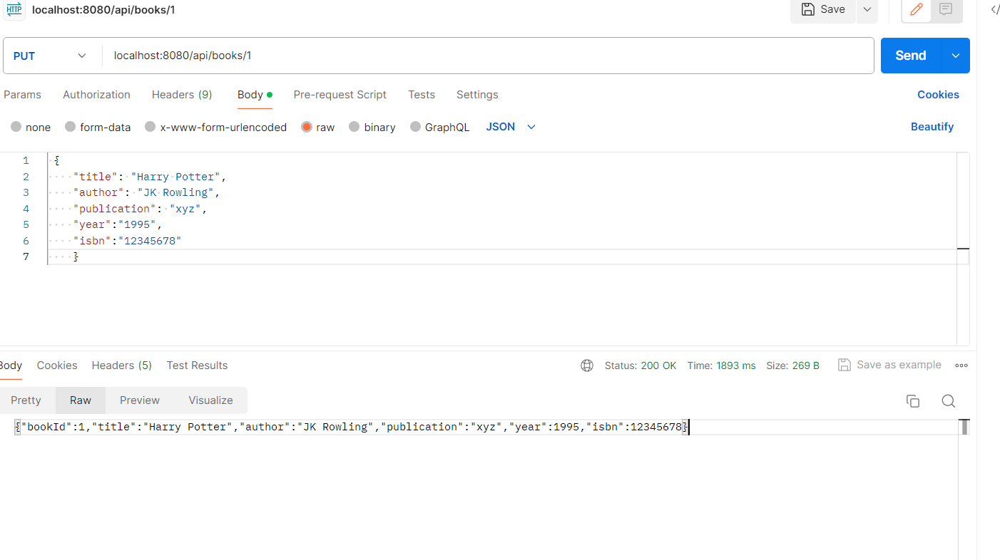 HTTP localhost:8080/api/books/1 Save </
PUT localhost:8080/api/books/1 Send
Params Authorization Headers (9) Body Pre-request Script Tests Settings Cookies
none form-data x-www-form-urlencoded raw binary GraphQL JSON Beautify
1 {
2 "title": "Harry Potter",
3 "author": "JK Rowling",
4 "publication": "xyz",
5 "year":"1995",
6 "isbn":"12345678"
7 }
Body Cookies Headers (5) Test Results Status: 200 OK Time: 1893 ms Size: 269 B Save as example
Pretty Raw Preview Visualize
{"bookId":1,"title":"Harry Potter","author":"JK Rowling","publication":"xyz","year":1995,"isbn":12345678}